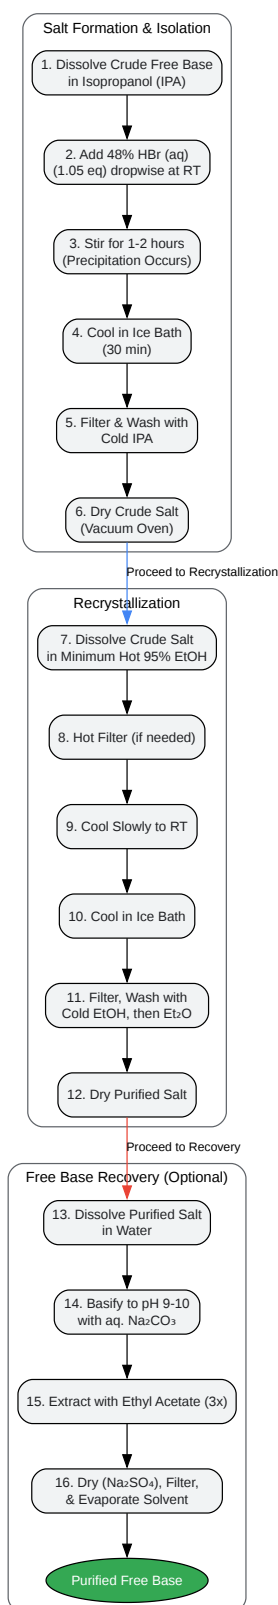 Salt Formation & Isolation
1. Dissolve Crude Free Base
in Isopropanol (IPA)
2. Add 48% HBr (aq)
(1.05 eq) dropwise at RT
3. Stir for 1-2 hours
(Precipitation Occurs)
4. Cool in Ice Bath
(30 min)
5. Filter & Wash with
Cold IPA
6. Dry Crude Salt
(Vacuum Oven)
Proceed to Recrystallization
Recrystallization
7. Dissolve Crude Salt
in Minimum Hot 95% EtOH
8. Hot Filter (if needed)
9. Cool Slowly to RT
10. Cool in Ice Bath
11. Filter, Wash with
Cold EtOH, then Et₂O
12. Dry Purified Salt
Proceed to Recovery
Free Base Recovery (Optional)
13. Dissolve Purified Salt
in Water
14. Basify to pH 9-10
with aq. Na₂CO₃
15. Extract with Ethyl Acetate (3x)
16. Dry (Na₂SO₄), Filter,
& Evaporate Solvent
Purified Free Base